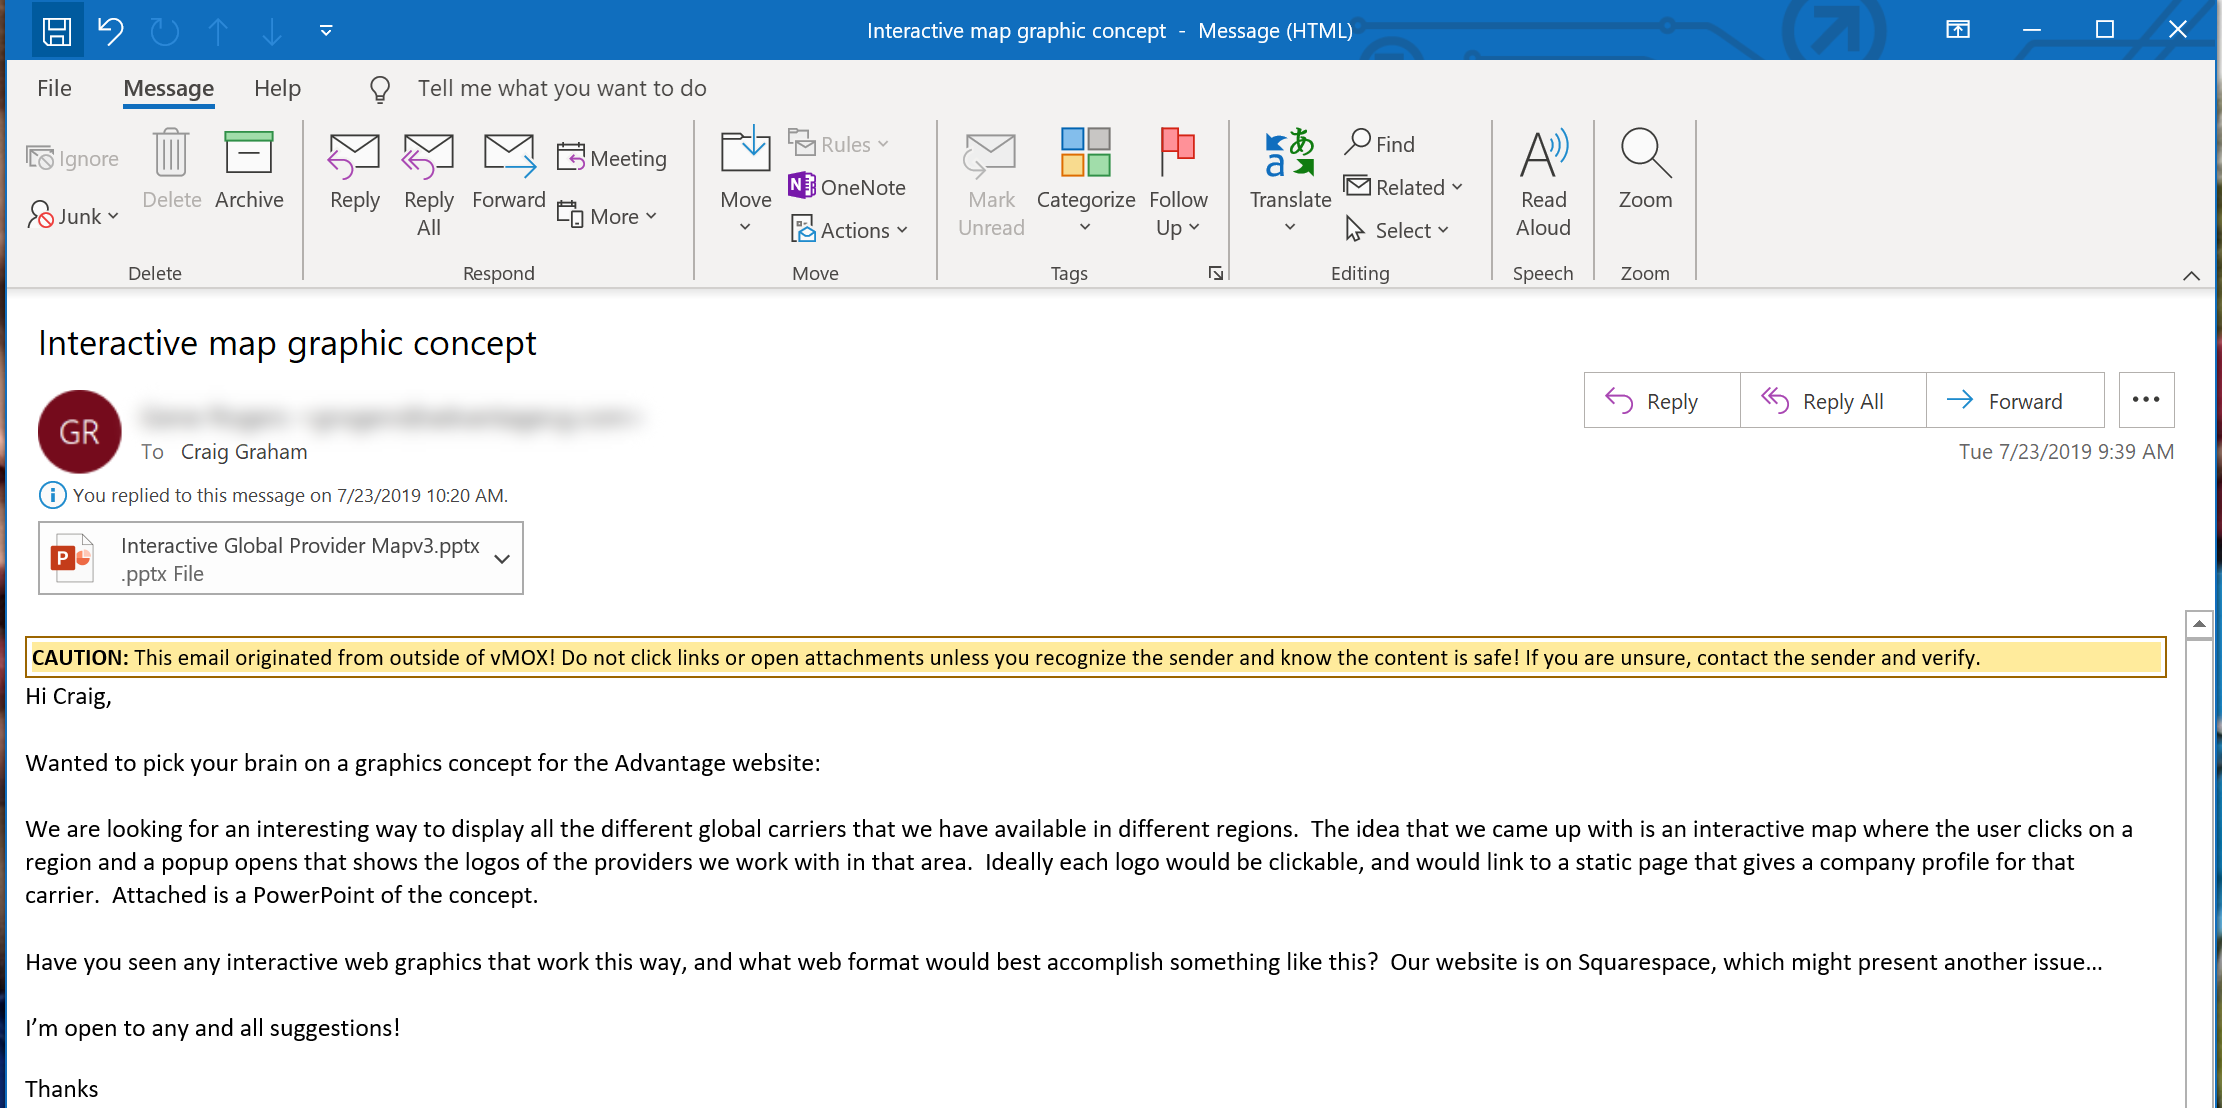 Interactive map graphic concept - Message (HTML)
File Message Help Tell me what you want to do
Ignore
Junk
Delete
Archive
Delete
Reply
Reply All
Forward
Meeting
More
Respond
Move
Rules
OneNote
Actions
Move
Mark Unread
Categorize
Follow Up
Tags
Translate
Find
Related
Select
Editing
Read Aloud
Speech
Zoom
Zoom
Interactive map graphic concept
GR
To Craig Graham
Reply Reply All Forward
Tue 7/23/2019 9:39 AM
You replied to this message on 7/23/2019 10:20 AM.
Interactive Global Provider Mapv3.pptx
.pptx File
CAUTION: This email originated from outside of vMOX! Do not click links or open attachments unless you recognize the sender and know the content is safe! If you are unsure, contact the sender and verify.
Hi Craig,
Wanted to pick your brain on a graphics concept for the Advantage website:
We are looking for an interesting way to display all the different global carriers that we have available in different regions.  The idea that we came up with is an interactive map where the user clicks on a
region and a popup opens that shows the logos of the providers we work with in that area.  Ideally each logo would be clickable, and would link to a static page that gives a company profile for that
carrier.  Attached is a PowerPoint of the concept.
Have you seen any interactive web graphics that work this way, and what web format would best accomplish something like this?  Our website is on Squarespace, which might present another issue…
I’m open to any and all suggestions!
Thanks